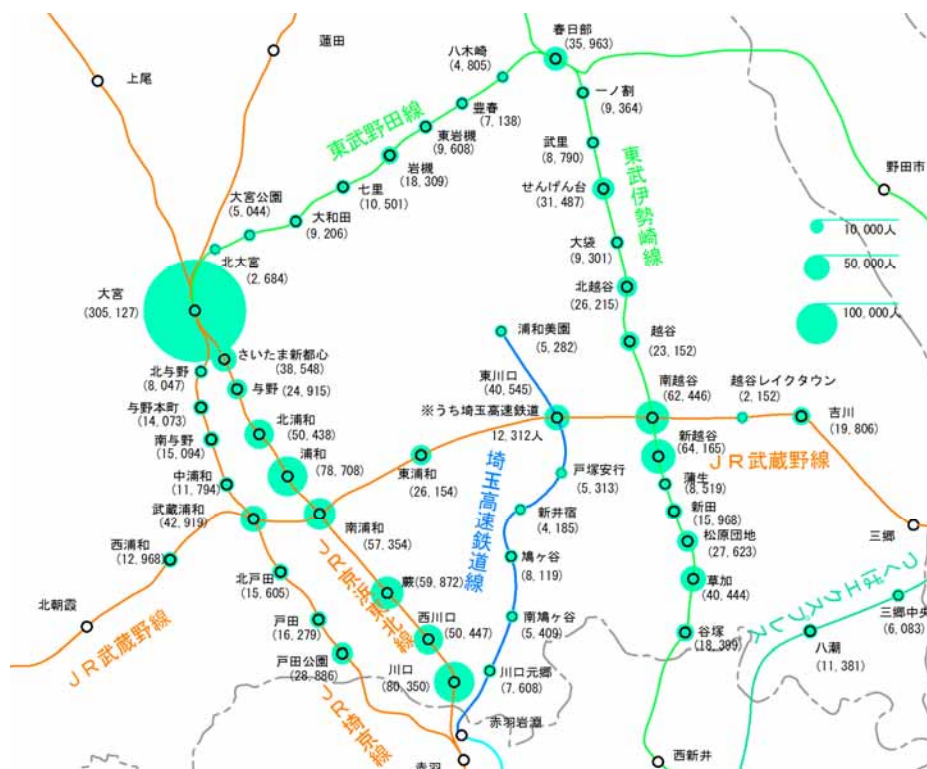 蓮田
上尾
春日部
(35,963)
八木崎
(4,805)
豊春
(7,138)
東岩槻
(9,608)
岩槻
(18,309)
七里
(10,501)
大和田
(9,206)
大宮公園
(5,044)
北大宮
(2,684)
東武野田線
一ノ割
(9,364)
武里
(8,790)
せんげん台
(31,487)
東武伊勢崎線
大袋
(9,301)
北越谷
(26,215)
越谷
(23,152)
野田市
10,000人
50,000人
100,000人
大宮
(305,127)
さいたま新都心
(38,548)
北与野
(8,047)
与野 (24,915)
与野本町
(14,073)
北浦和
(50,438)
南与野
(15,094)
浦和
(78,708)
中浦和
(11,794)
武蔵浦和
(42,919)
南浦和
(57,354)
東浦和
(26,154)
西浦和
(12,968)
北朝霞
JR武蔵野線
浦和美園
(5,282)
東川口
(40,545)
※うち埼玉高速鉄道
12,312人
南越谷
(62,446)
越谷レイクタウン
(2,152)
吉川
(19,806)
新越谷
(64,165)
JR武蔵野線
三郷
蒲生
(8,519)
新田
(15,968)
松原団地
(27,623)
草加
(40,444)
谷塚
(18,399)
西新井
戸塚安行
(5,313)
新井宿
(4,185)
鳩ヶ谷
(8,119)
南鳩ヶ谷
(5,409)
川口元郷
(7,608)
埼玉高速鉄道線
赤羽岩淵
赤羽
北戸田
(15,605)
戸田
(16,279)
戸田公園
(28,886)
JR埼京線
JR京浜東北線
蕨(59,872)
西川口
(50,447)
川口
(80,350)
つくばエクスプレス
三郷中央
(6,083)
八潮
(11,381)